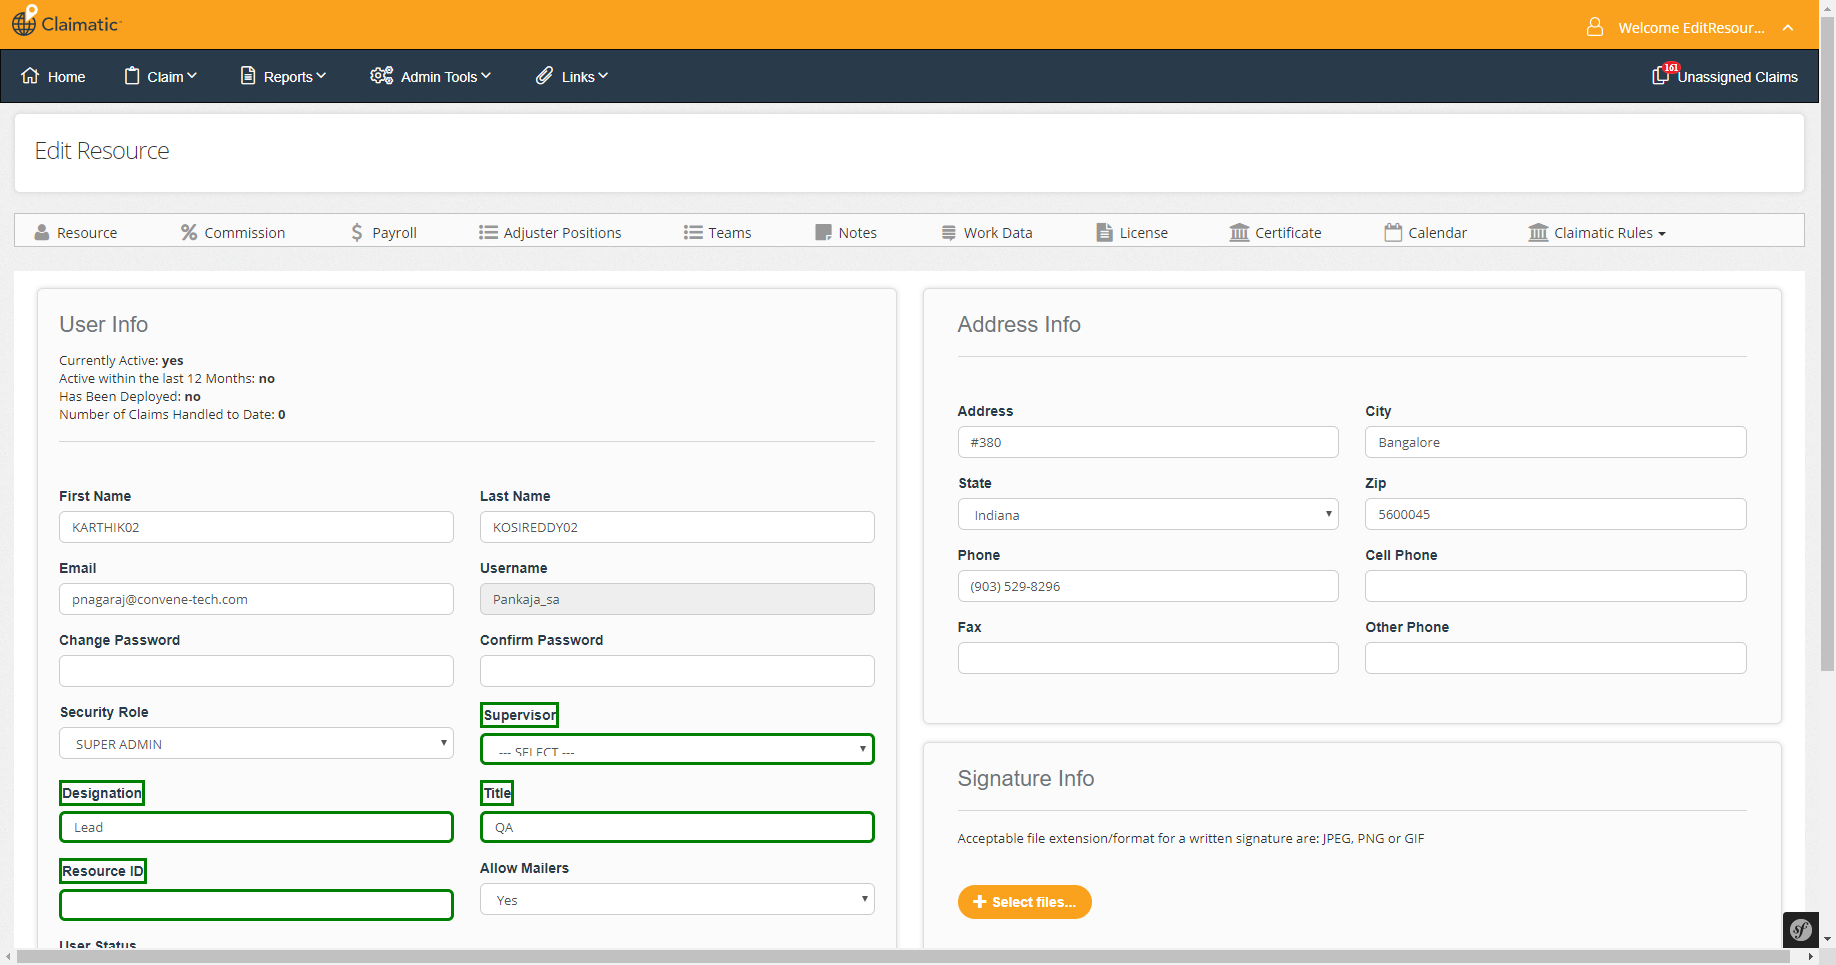 Claimatic
Welcome EditResour...
Home
Claim
Reports
Admin Tools
Links
161
Unassigned Claims
Edit Resource
Resource
Commission
Payroll
Adjuster Positions
Teams
Notes
Work Data
License
Certificate
Calendar
Claimatic Rules
User Info
Currently Active: yes
Active within the last 12 Months: no
Has Been Deployed: no
Number of Claims Handled to Date: 0
First Name
Last Name
KARTHIK02
KOSIREDDY02
Email
Username
pnagaraj@convene-tech.com
Pankaja_sa
Change Password
Confirm Password
Security Role
Supervisor
SUPER ADMIN
--- SELECT ---
Designation
Title
Lead
QA
Resource ID
Allow Mailers
Yes
User Status
Address Info
Address
City
#380
Bangalore
State
Zip
Indiana
5600045
Phone
Cell Phone
(903) 529-8296
Fax
Other Phone
Signature Info
Acceptable file extension/format for a written signature are: JPEG, PNG or GIF
Select files...
sf